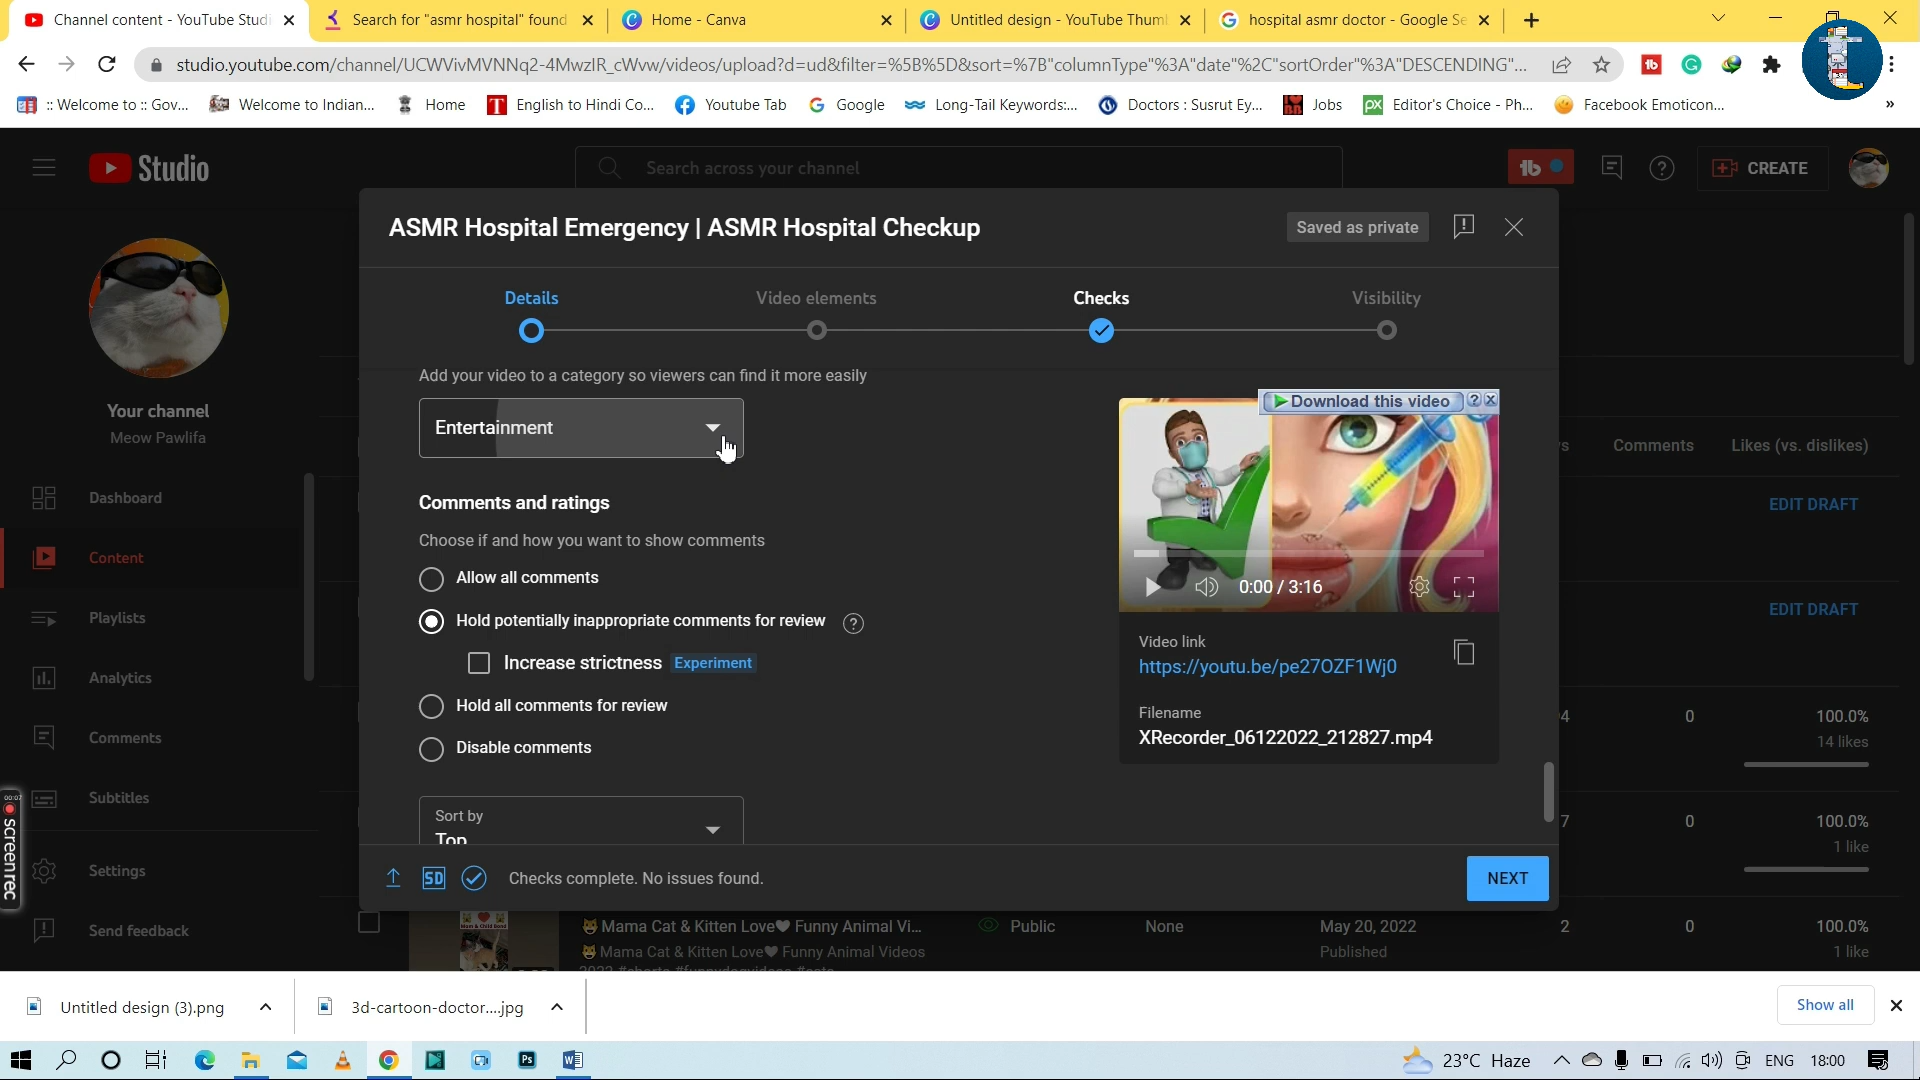 Channel content - YouTube Studi
Search for "asmr hospital" found
Home - Canva
Untitled design - YouTube Thum
hospital asmr doctor - Google Se
studio.youtube.com/channel/UCWVivMVNNq2-4MwzIR_cWvw/videos/upload?d=ud&filter=%5B%5D&sort=%7B"columnType"%3A"date"%2C"sortOrder"%3A"DESCENDING"...
:: Welcome to :: Gov...
Welcome to Indian...
Home
English to Hindi Co...
Youtube Tab
Google
Long-Tail Keywords:...
Doctors : Susrut Ey...
Jobs
Editor's Choice - Ph...
Facebook Emoticon...
»
Studio
Search across your channel
CREATE
ASMR Hospital Emergency | ASMR Hospital Checkup
Saved as private
Details
Video elements
Checks
Visibility
Your channel
Meow Pawlifa
Dashboard
Content
Playlists
Analytics
Comments
Subtitles
Settings
Send feedback
00:07
screenrec
Add your video to a category so viewers can find it more easily
Entertainment
Comments and ratings
Choose if and how you want to show comments
Allow all comments
Hold potentially inappropriate comments for review
Increase strictness Experiment
Hold all comments for review
Disable comments
Sort by
Top
Download this video
0:00 / 3:16
Video link
https://youtu.be/pe27OZF1Wj0
Filename
XRecorder_06122022_212827.mp4
SD
Checks complete. No issues found.
NEXT
s
Comments
Likes (vs. dislikes)
EDIT DRAFT
EDIT DRAFT
4
0
100.0%
14 likes
7
0
100.0%
1 like
Mama Cat & Kitten Love Funny Animal Vi...
Public
None
May 20, 2022
2
0
100.0%
Mama Cat & Kitten Love Funny Animal Videos
Published
1 like
Untitled design (3).png
3d-cartoon-doctor....jpg
Show all
23°C Haze
ENG
18:00